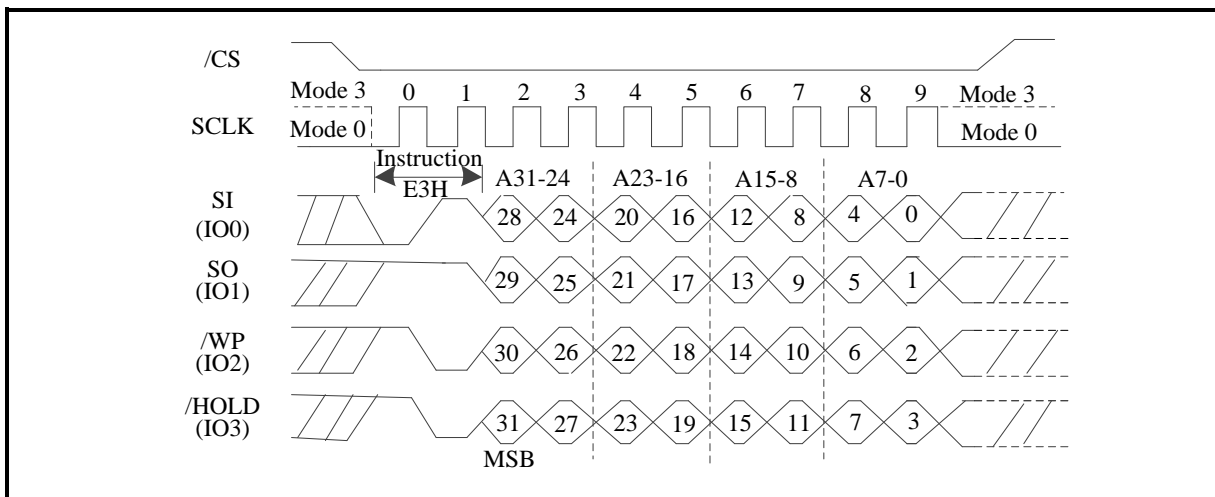 /CS
Mode 3 0 1 2 3 4 5 6 7 8 9 Mode 3
SCLK Mode 0 Mode 0
Instruction
E3H A31-24 A23-16 A15-8 A7-0
SI
(IO0) 28 24 20 16 12 8 4 0
SO
(IO1) 29 25 21 17 13 9 5 1
/WP
(IO2) 30 26 22 18 14 10 6 2
/HOLD
(IO3) 31 27 23 19 15 11 7 3
MSB